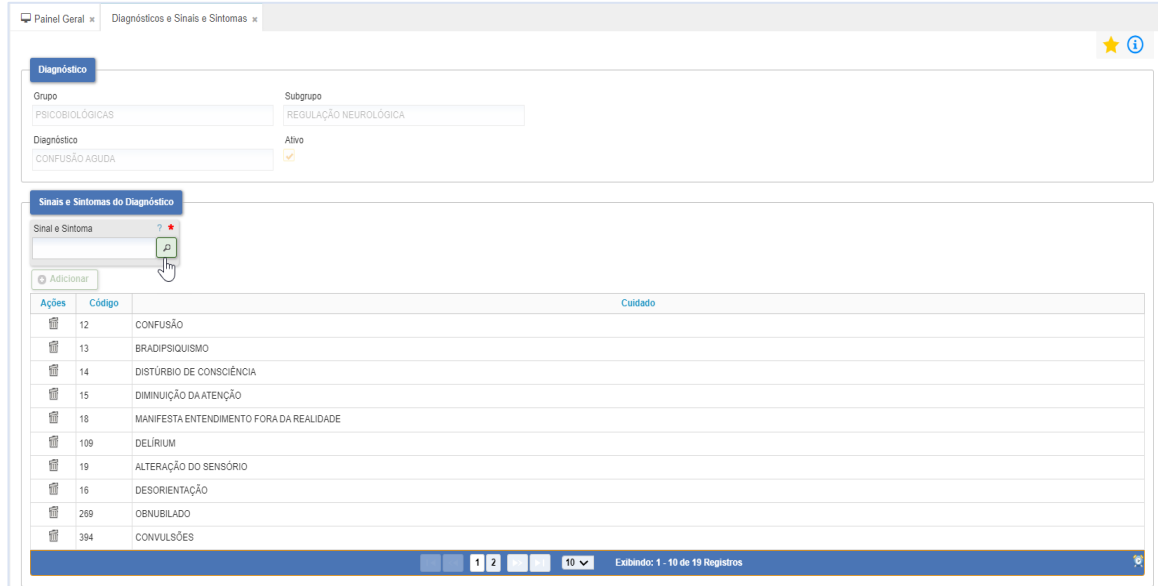 Painel Geral × Diagnósticos e Sinais e Sintomas ×
Diagnóstico
Grupo Subgrupo
PSICOBIOLÓGICAS REGULAÇÃO NEUROLÓGICA
Diagnóstico Ativo
CONFUSÃO AGUDA
Sinais e Sintomas do Diagnóstico
Sinal e Sintoma ? *
Adicionar
Ações Código Cuidado
12 CONFUSÃO
13 BRADIPSIQUISMO
14 DISTÚRBIO DE CONSCIÊNCIA
15 DIMINUIÇÃO DA ATENÇÃO
18 MANIFESTA ENTENDIMENTO FORA DA REALIDADE
109 DELÍRIUM
19 ALTERAÇÃO DO SENSÓRIO
16 DESORIENTAÇÃO
269 OBNUBILADO
394 CONVULSÕES
1 2 10 Exibindo: 1 - 10 de 19 Registros